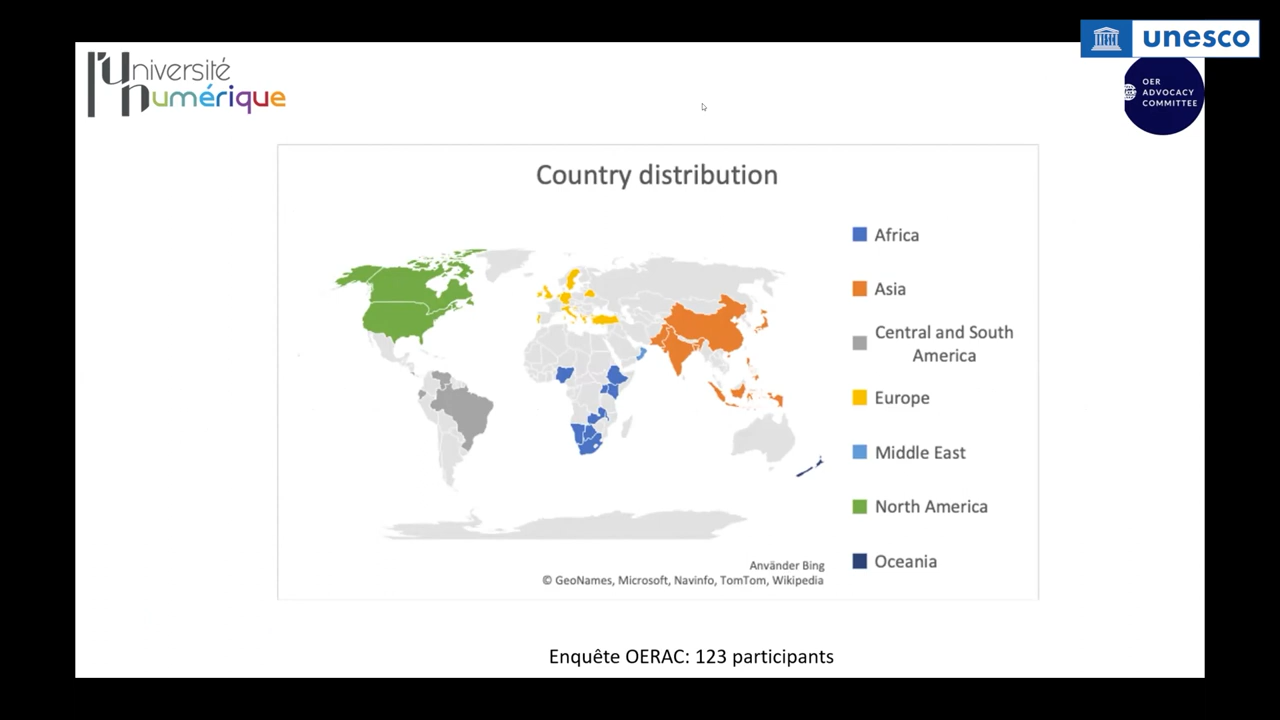 l'Université
numérique
unesco
OER
ADVOCACY
COMMITTEE
Country distribution
Africa
Asia
Central and South
America
Europe
Middle East
North America
Oceania
Använder Bing
© GeoNames, Microsoft, Navinfo, TomTom, Wikipedia
Enquête OERAC: 123 participants